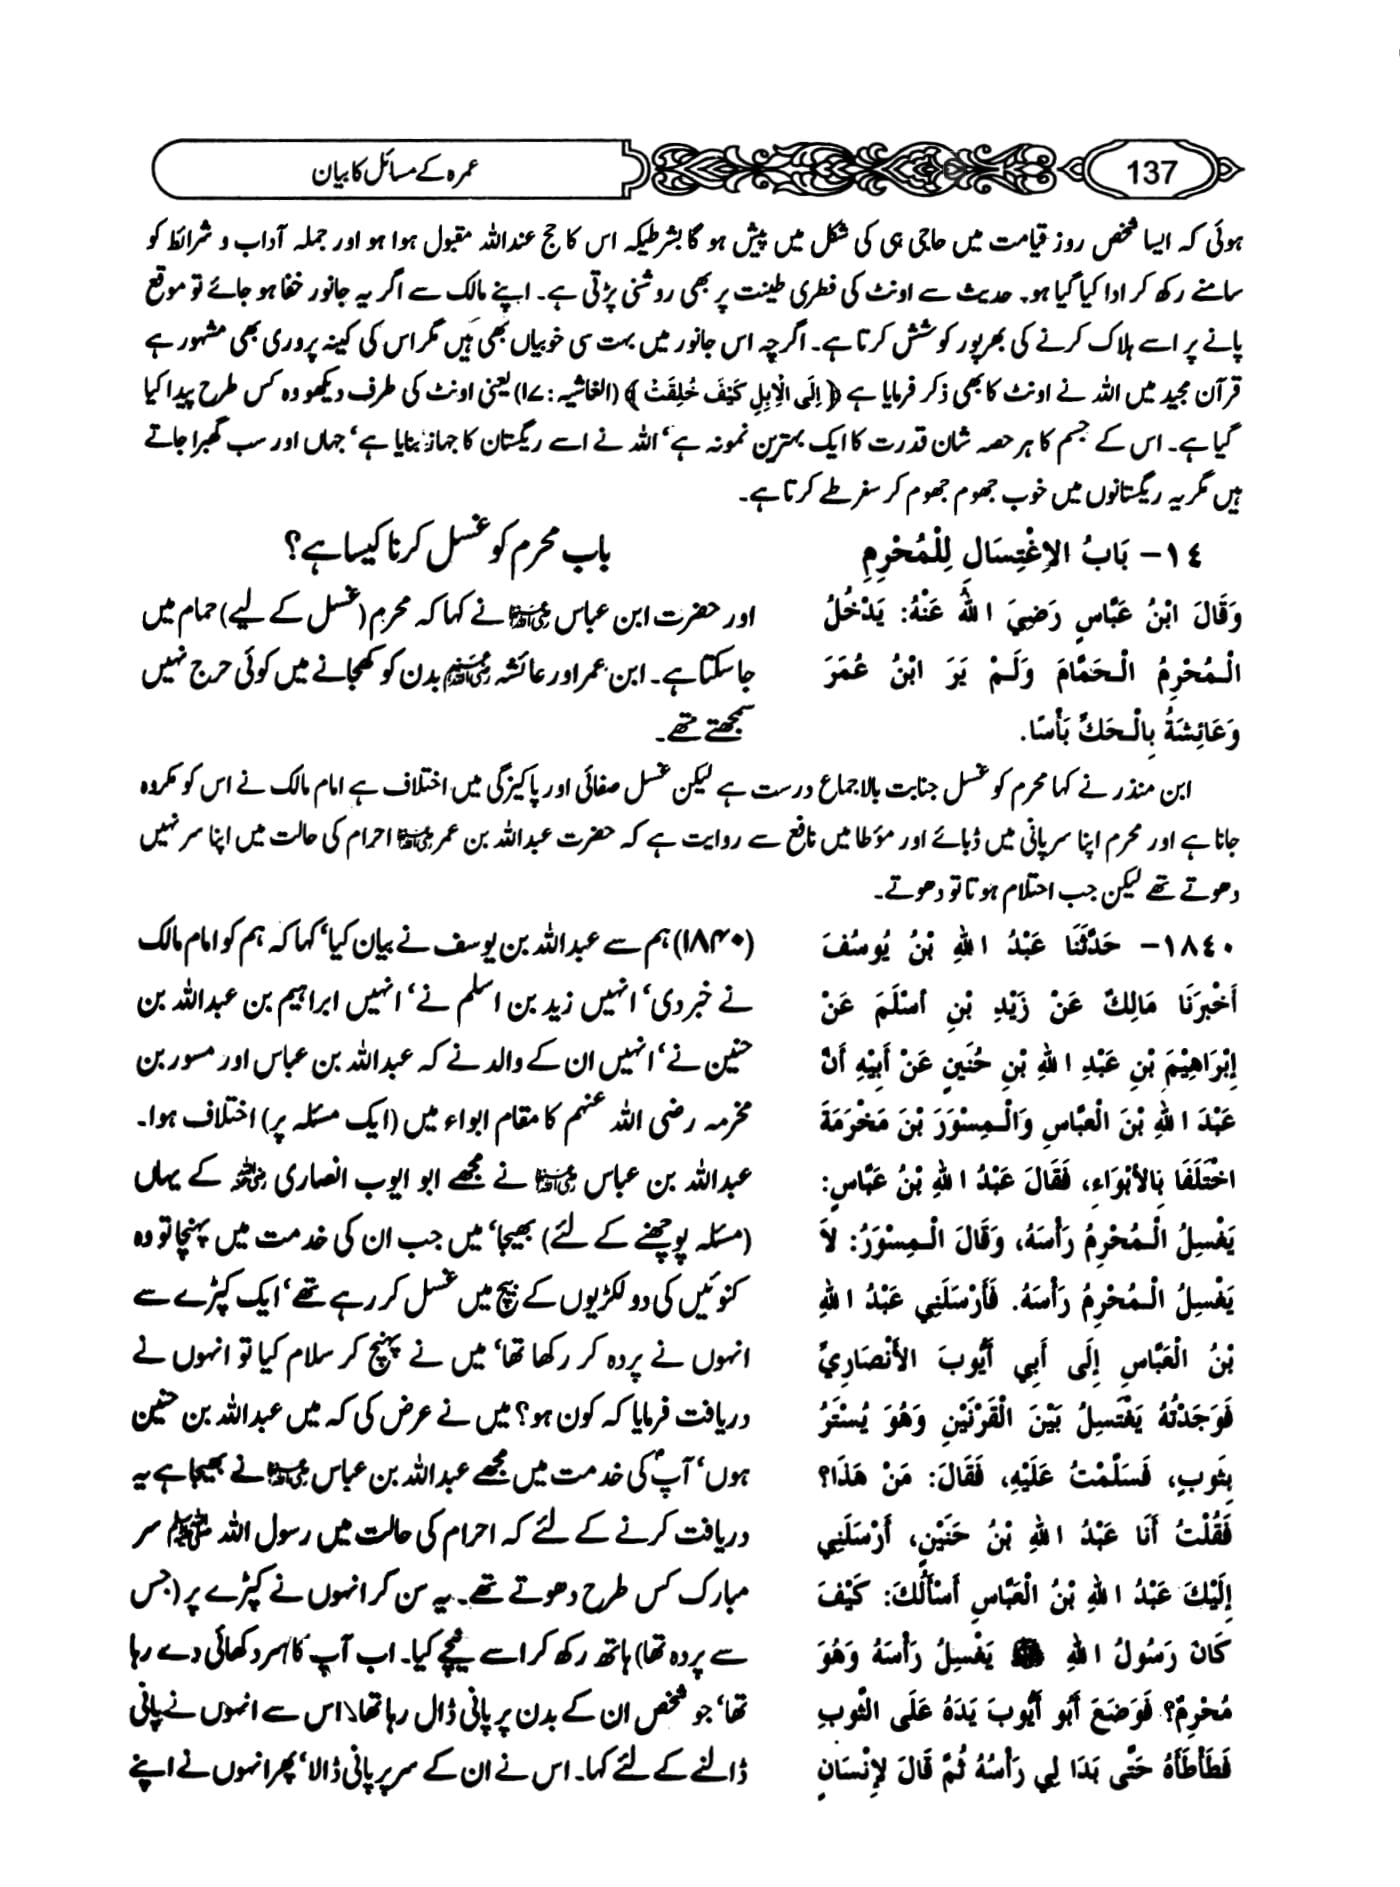 137
عمرہ کے مسائل کا بیان
ہوئی کہ ایسا شخص روز قیامت میں حاجی ہی کی شکل میں پیش ہو گا بشرطیکہ اس کا حج عنداللہ مقبول ہوا ہو اور جملہ آداب و شرائط کو
سامنے رکھ کر ادا کیا گیا ہو۔ حدیث سے اونٹ کی فطری طینت پر بھی روشنی پڑتی ہے۔ اپنے مالک سے اگر یہ جانور خفا ہو جائے تو موقع
پانے پر اسے ہلاک کرنے کی بھرپور کوشش کرتا ہے۔ اگرچہ اس جانور میں بہت سی خوبیاں بھی ہیں مگر اس کی کینہ پروری بھی مشہور ہے
قرآن مجید میں اللہ نے اونٹ کا بھی ذکر فرمایا ہے ﴿ اِلَی الْاِبِلِ كَيْفَ خُلِقَتْ ﴾ (الغاشیہ : ۱۷) یعنی اونٹ کی طرف دیکھو وہ کس طرح پیدا کیا
گیا ہے۔ اس کے جسم کا ہر حصہ شان قدرت کا ایک بہترین نمونہ ہے‘ اللہ نے اسے ریگستان کا جہاز بنایا ہے‘ جہاں اور سب گھبرا جاتے
ہیں مگر یہ ریگستانوں میں خوب جھوم جھوم کر سفر طے کرتا ہے۔
١٤- بَابُ الإِغْتِسَالِ لِلْمُحْرِمِ
وَقَالَ ابْنُ عَبَّاسٍ رَضِيَ اللهُ عَنْهُ: يَدْخُلُ
الْـمُحْرِمُ الْـحَمَّامَ وَلَـمْ يَرَ ابْنُ عُمَرَ
وَعَائِشَةُ بِالْـحَكِّ بَأْسًا.
باب محرم کو غسل کرنا کیسا ہے؟
اور حضرت ابن عباس رضی اللہ عنہما نے کہا کہ محرم (غسل کے لیے) حمام میں
جا سکتا ہے۔ ابن عمر اور عائشہ رضی اللہ عنہم بدن کو کھجانے میں کوئی حرج نہیں
سمجھتے تھے۔
ابن منذر نے کہا محرم کو غسل جنابت بالاجماع درست ہے لیکن غسل صفائی اور پاکیزگی میں اختلاف ہے امام مالک نے اس کو مکروہ
جانا ہے اور محرم اپنا سر پانی میں ڈبائے اور مؤطا میں نافع سے روایت ہے کہ حضرت عبداللہ بن عمر رضی اللہ عنہما احرام کی حالت میں اپنا سر نہیں
دھوتے تھے لیکن جب احتلام ہوتا تو دھوتے۔
١٨٤٠- حَدَّثَنَا عَبْدُ اللهِ بْنُ يُوسُفَ
أَخْبَرَنَا مَالِكٌ عَنْ زَيْدِ بْنِ أَسْلَمَ عَنْ
إِبْرَاهِيْمَ بْنِ عَبْدِ اللهِ بْنِ حُنَينٍ عَنْ أَبِيْهِ أَنَّ
عَبْدَ اللهِ بْنَ الْعَبَّاسِ وَالْـمِسْوَرَ بْنَ مَخْرَمَةَ
اخْتَلَفَا بِالأَبْوَاءِ، فَقَالَ عَبْدُ اللهِ بْنُ عَبَّاسٍ:
يَغْسِلُ الْـمُحْرِمُ رَأْسَهُ، وَقَالَ الْـمِسْوَرُ: لاَ
يَغْسِلُ الْـمُحْرِمُ رَأْسَهُ. فَأَرْسَلَنِي عَبْدُ اللهِ
بْنُ الْعَبَّاسِ إِلَى أَبِي أَيُّوبَ الأَنْصَارِيِّ
فَوَجَدْتُهُ يَغْتَسِلُ بَيْنَ الْقَرْنَيْنِ وَهُوَ يُسْتَرُ
بِثَوبٍ، فَسَلَّمْتُ عَلَيْهِ، فَقَالَ: مَنْ هَذَا؟
فَقُلْتُ أَنَا عَبْدُ اللهِ بْنُ حُنَيْنٍ، أَرْسَلَنِي
إِلَيْكَ عَبْدُ اللهِ بْنُ الْعَبَّاسِ أَسْأَلُكَ: كَيْفَ
كَانَ رَسُولُ اللهِ ﷺ يَغْسِلُ رَأْسَهُ وَهُوَ
مُحْرِمٌ؟ فَوَضَعَ أَبُو أَيُّوبَ يَدَهُ عَلَى الثَّوبِ
فَطَأْطَأَهُ حَتَّى بَدَا لِي رَأْسُهُ ثُمَّ قَالَ لإِنْسَانٍ
(۱۸۴۰) ہم سے عبداللہ بن یوسف نے بیان کیا‘ کہا کہ ہم کو امام مالک
نے خبر دی‘ انہیں زید بن اسلم نے‘ انہیں ابراہیم بن عبداللہ بن
حنین نے‘ انہیں ان کے والد نے کہ عبداللہ بن عباس اور مسور بن
مخرمہ رضی اللہ عنہم کا مقام ابواء میں (ایک مسئلہ پر) اختلاف ہوا۔
عبداللہ بن عباس رضی اللہ عنہما نے مجھے ابو ایوب انصاری رضی اللہ عنہ کے یہاں
(مسئلہ پوچھنے کے لئے) بھیجا‘ میں جب ان کی خدمت میں پہنچا تو وہ
کنوئیں کی دو لکڑیوں کے بیچ میں غسل کر رہے تھے‘ ایک کپڑے سے
انہوں نے پردہ کر رکھا تھا‘ میں نے پہنچ کر سلام کیا تو انہوں نے
دریافت فرمایا کہ کون ہو؟ میں نے عرض کی کہ میں عبداللہ بن حنین
ہوں‘ آپ کی خدمت میں مجھے عبداللہ بن عباس رضی اللہ عنہما نے بھیجا ہے یہ
دریافت کرنے کے لئے کہ احرام کی حالت میں رسول اللہ ﷺ سر
مبارک کس طرح دھوتے تھے۔ یہ سن کر انہوں نے کپڑے پر (جس
سے پردہ تھا) ہاتھ رکھ کر اسے نیچے کیا۔ اب آپ کا سر دکھائی دے رہا
تھا‘ جو شخص ان کے بدن پر پانی ڈال رہا تھا، اس سے انہوں نے پانی
ڈالنے کے لئے کہا۔ اس نے ان کے سر پر پانی ڈالا‘ پھر انہوں نے اپنے